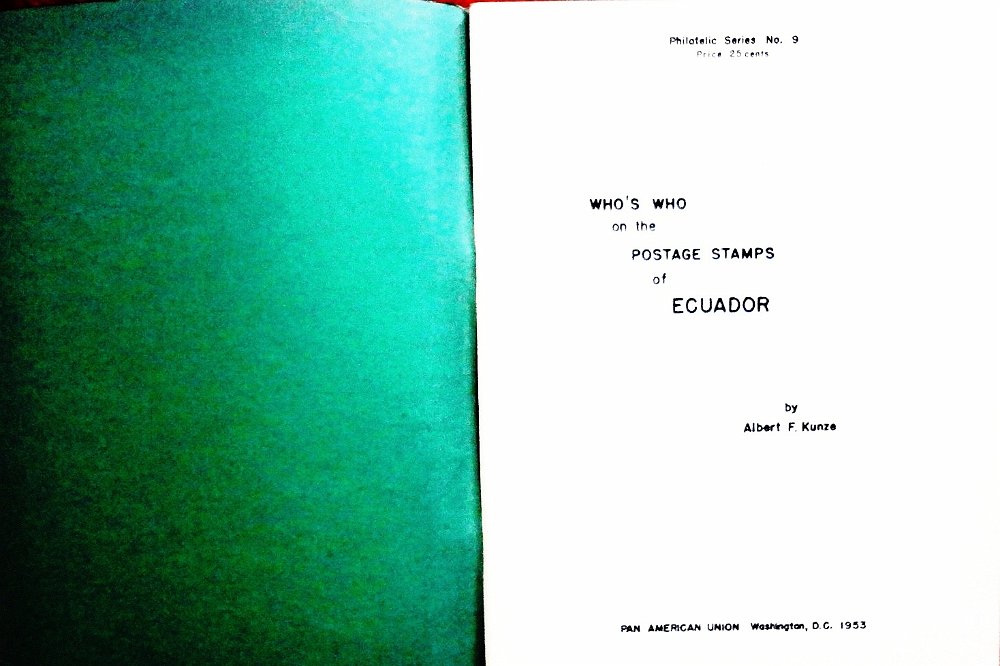 Philatelic Series No. 9
Price 25 cents
WHO'S WHO
on the
POSTAGE STAMPS
of
ECUADOR
by
Albert F. Kunze
PAN AMERICAN UNION Washington, D.C. 1953